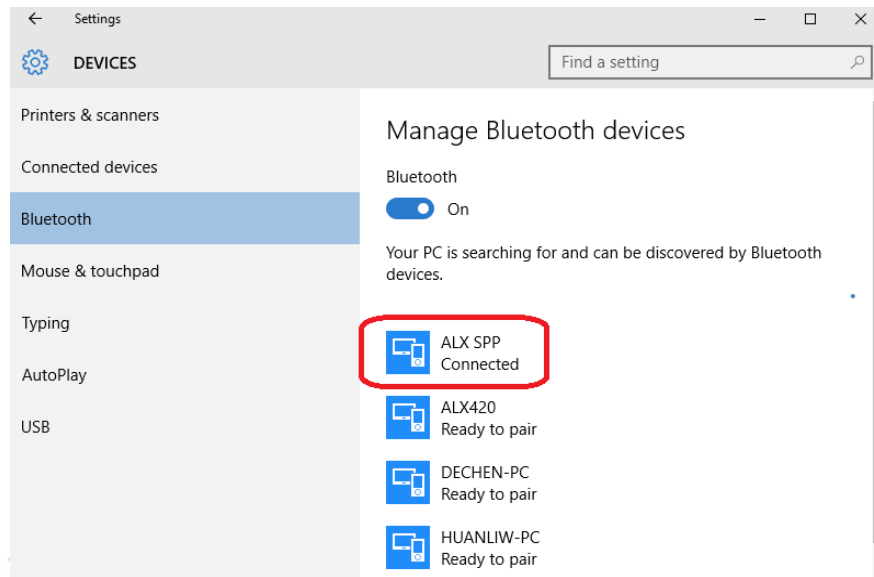 Settings
DEVICES
Find a setting
Printers & scanners
Connected devices
Bluetooth
Mouse & touchpad
Typing
AutoPlay
USB
Manage Bluetooth devices
Bluetooth
On
Your PC is searching for and can be discovered by Bluetooth
devices.
ALX SPP
Connected
ALX420
Ready to pair
DECHEN-PC
Ready to pair
HUANLIW-PC
Ready to pair